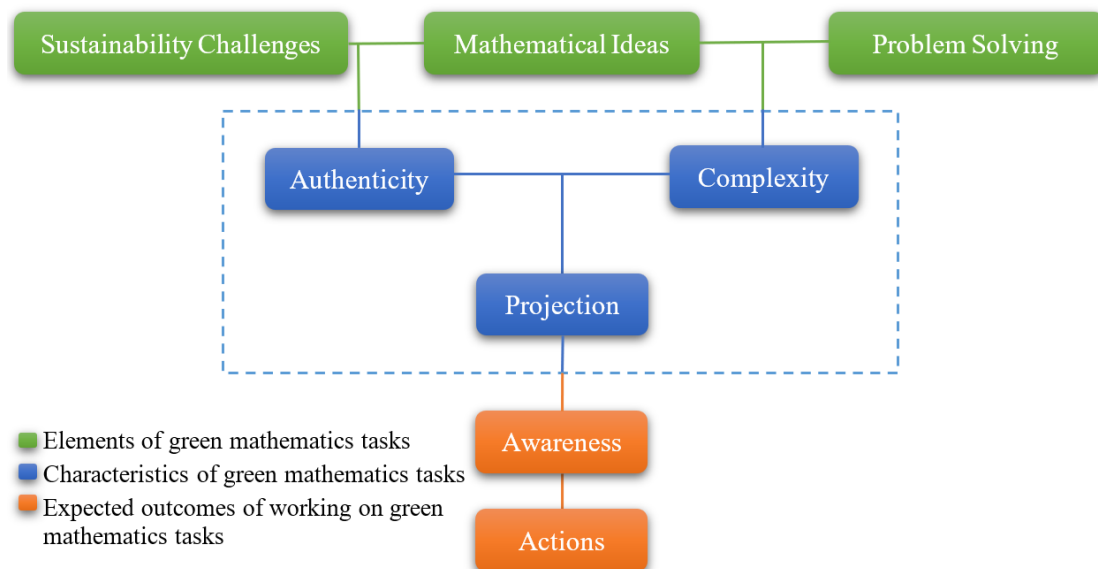 Sustainability Challenges
Mathematical Ideas
Problem Solving
Authenticity
Complexity
Projection
Awareness
Actions
Elements of green mathematics tasks
Characteristics of green mathematics tasks
Expected outcomes of working on green
mathematics tasks